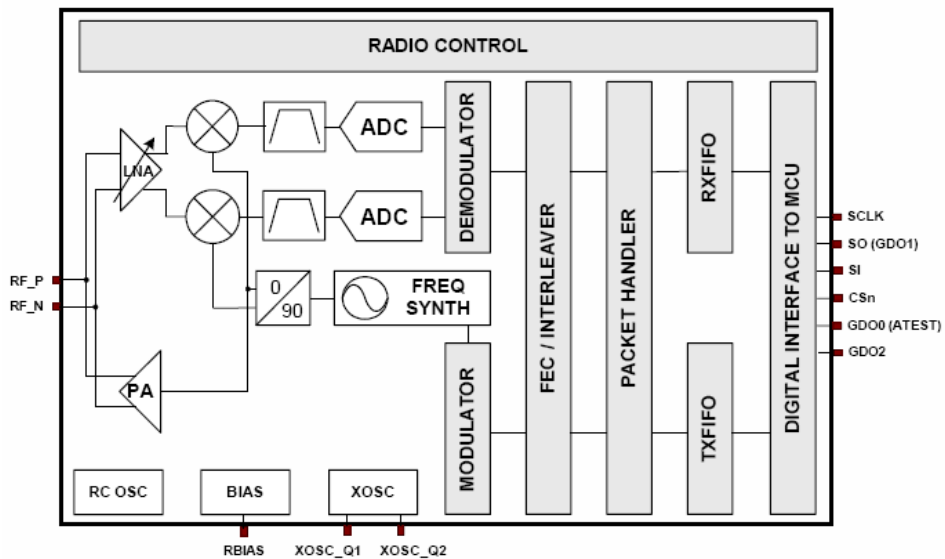 RADIO CONTROL
LNA
ADC
ADC
DEMODULATOR
FEC / INTERLEAVER
PACKET HANDLER
RXFIFO
DIGITAL INTERFACE TO MCU
SCLK
SO (GDO1)
SI
CSn
GDO0 (ATEST)
GDO2
RF_P
RF_N
0
90
FREQ
SYNTH
PA
MODULATOR
TXFIFO
RC OSC
BIAS
XOSC
RBIAS
XOSC_Q1
XOSC_Q2